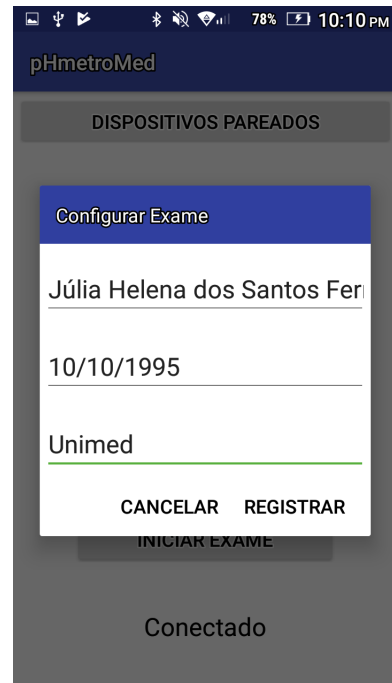 78% 10:10 PM
pHmetroMed
DISPOSITIVOS PAREADOS
Configurar Exame
Júlia Helena dos Santos Fer
10/10/1995
Unimed
CANCELAR REGISTRAR
INICIAR EXAME
Conectado